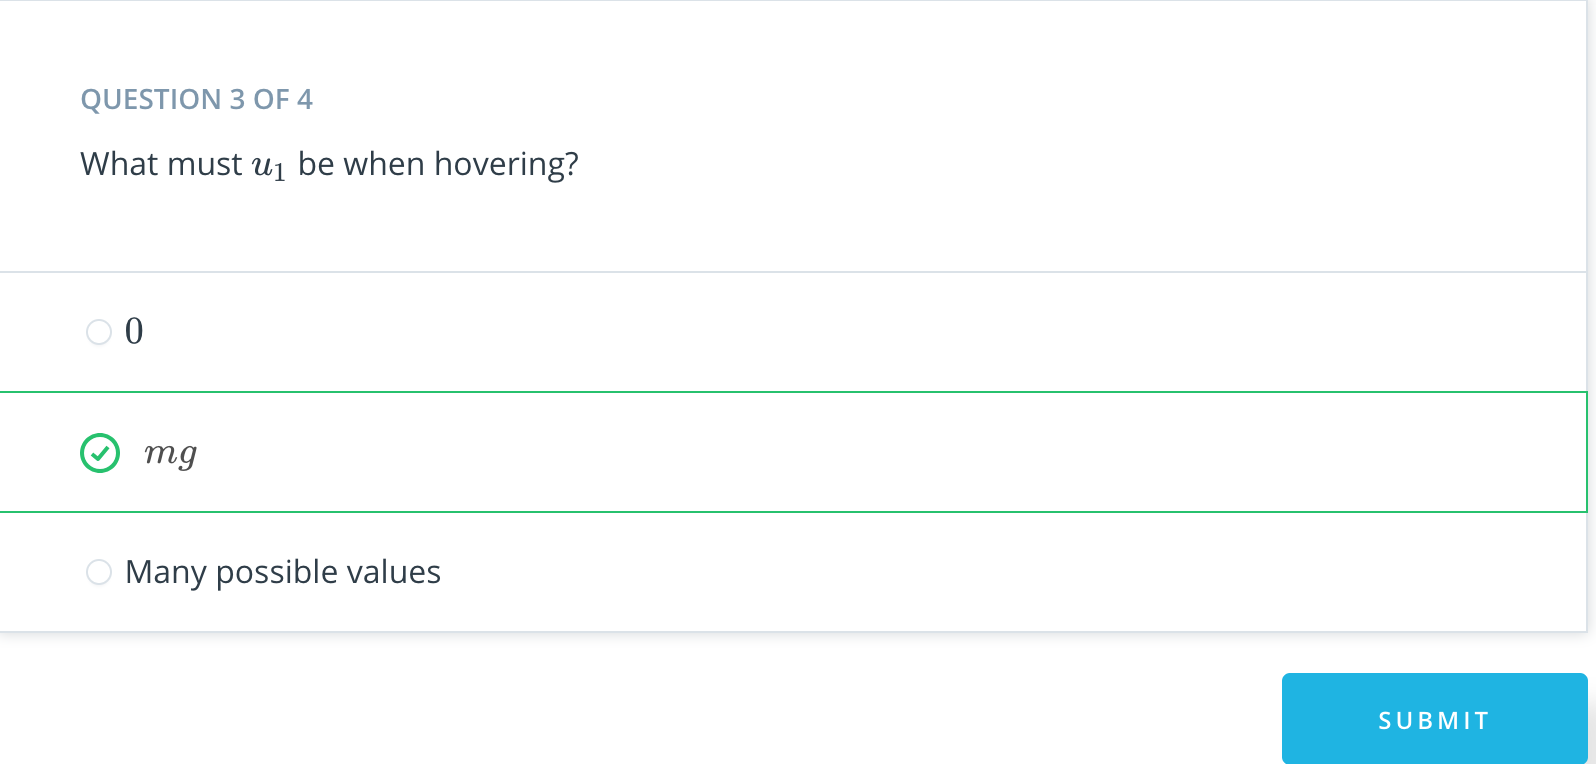 QUESTION 3 OF 4
What must u₁ be when hovering?
0
mg
Many possible values
SUBMIT